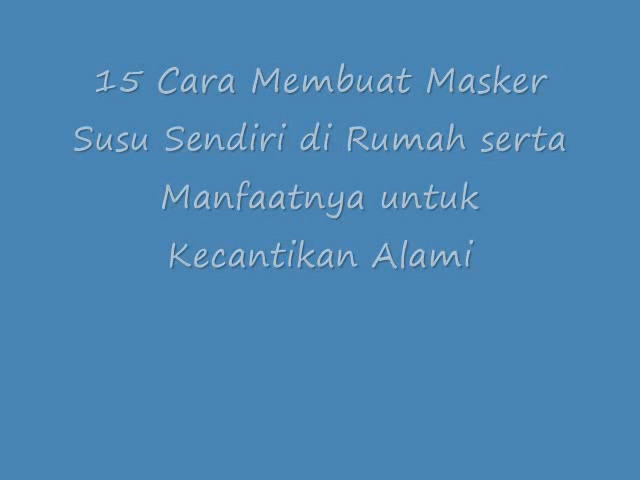 15 Cara Membuat Masker
Susu Sendiri di Rumah serta
Manfaatnya untuk
Kecantikan Alami